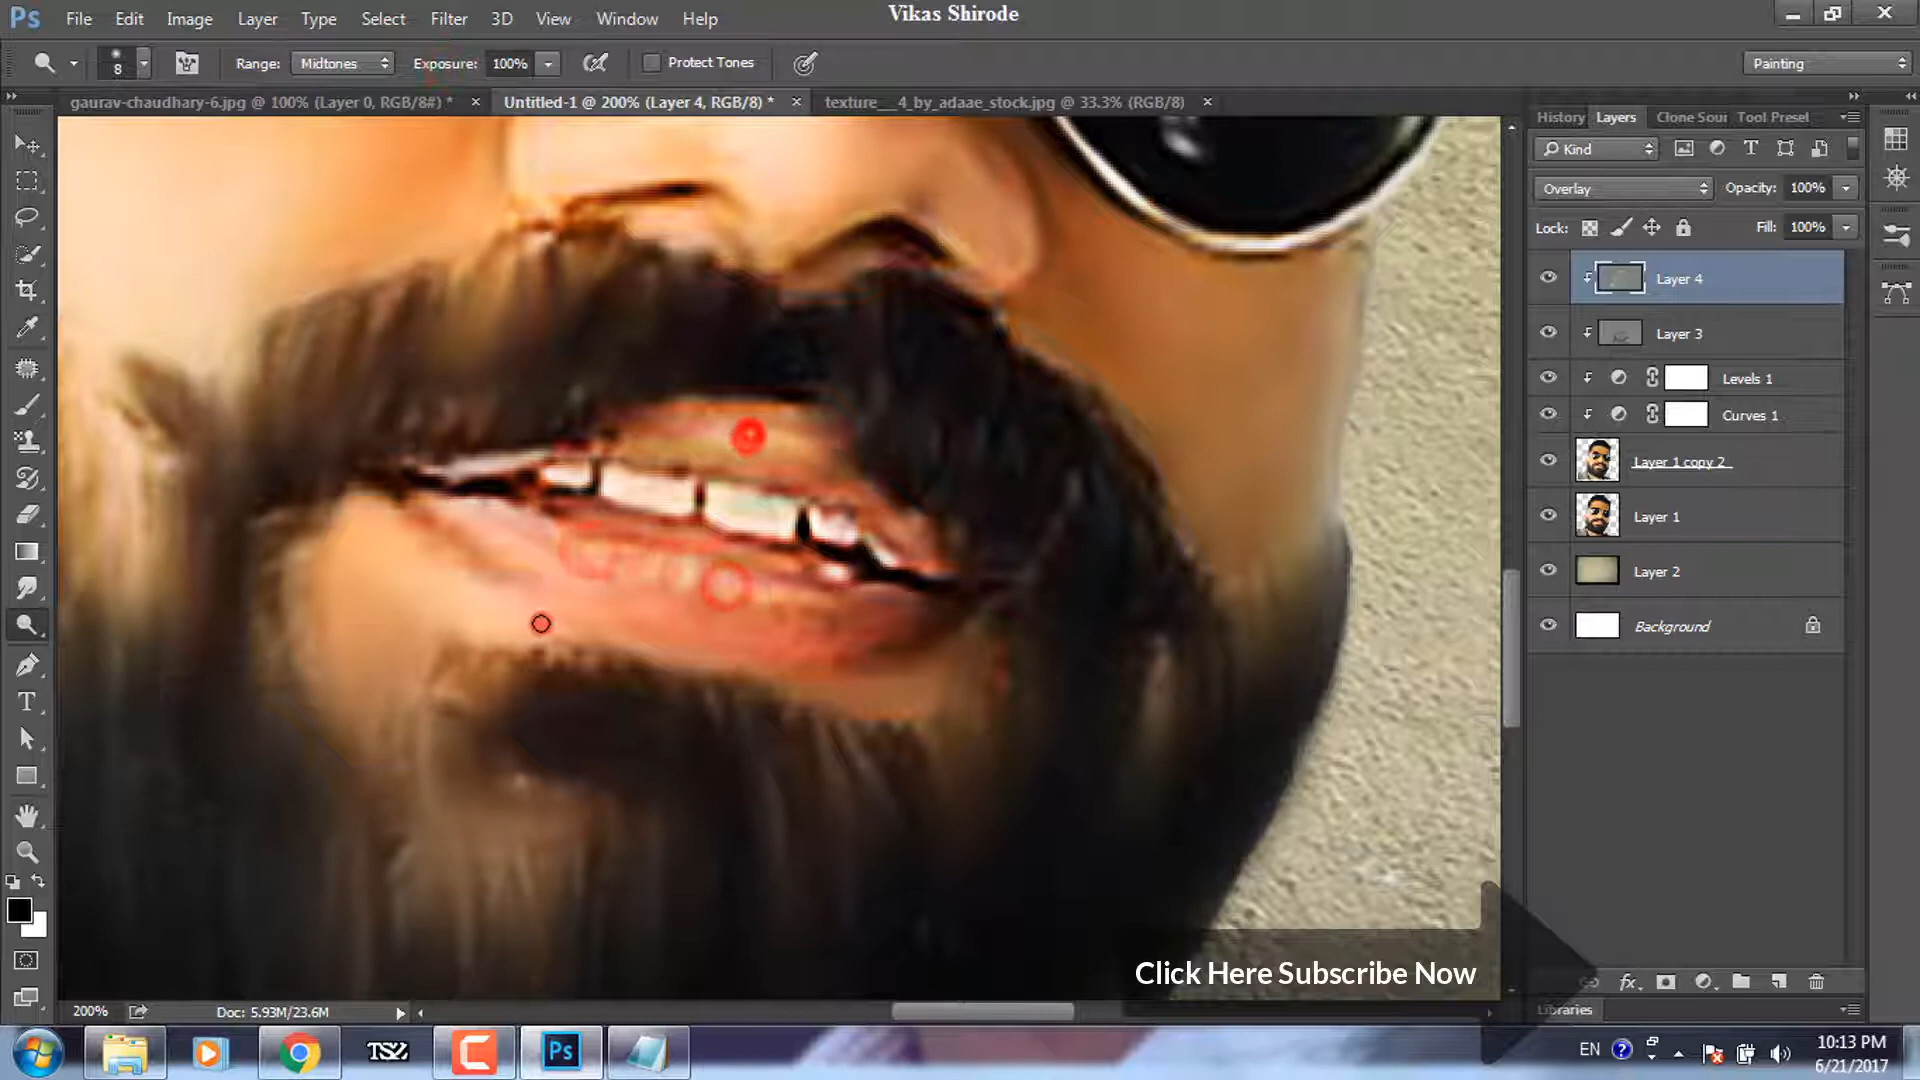 Vikas Shirode
Ps File Edit Image Layer Type Select Filter 3D View Window Help
8 Range: Midtones Exposure: 100% Protect Tones Painting
gaurav-chaudhary-6.jpg @ 100% (Layer 0, RGB/8#) * × Untitled-1 @ 200% (Layer 4, RGB/8) * × texture__4_by_adaae_stock.jpg @ 33.3% (RGB/8) ×
History Layers Clone Sour Tool Preset
Kind
Overlay Opacity: 100%
Lock: Fill: 100%
Layer 4
Layer 3
Levels 1
Curves 1
Layer 1 copy 2
Layer 1
Layer 2
Background
Click Here Subscribe Now
fx
200% Doc: 5.93M/23.6M
Libraries
TS2 Ps
EN 10:13 PM
6/21/2017